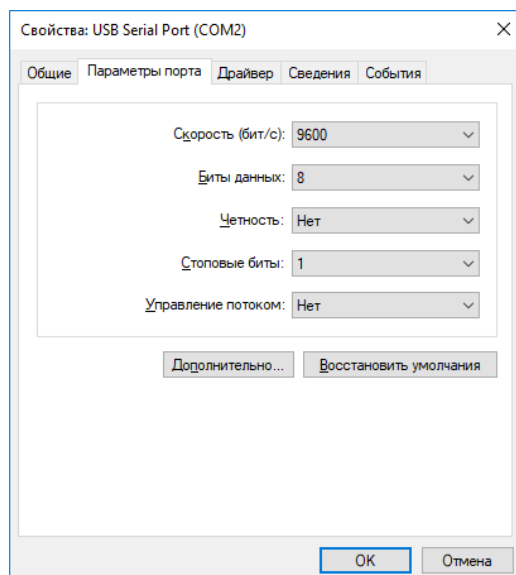 Свойства: USB Serial Port (COM2)
Общие Параметры порта Драйвер Сведения События
Скорость (бит/с): 9600
Биты данных: 8
Четность: Нет
Стоповые биты: 1
Управление потоком: Нет
Дополнительно... Восстановить умолчания
OK Отмена